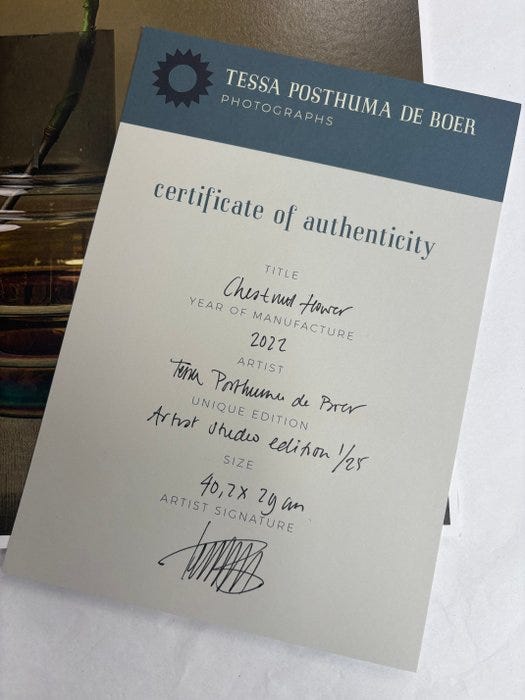 TESSA POSTHUMA DE BOER
PHOTOGRAPHS
certificate of authenticity
TITLE
Chestnut flower
YEAR OF MANUFACTURE
2022
ARTIST
Tessa Posthuma de Boer
UNIQUE EDITION
Artist studio edition 1/25
SIZE
40,2 x 29 cm
ARTIST SIGNATURE